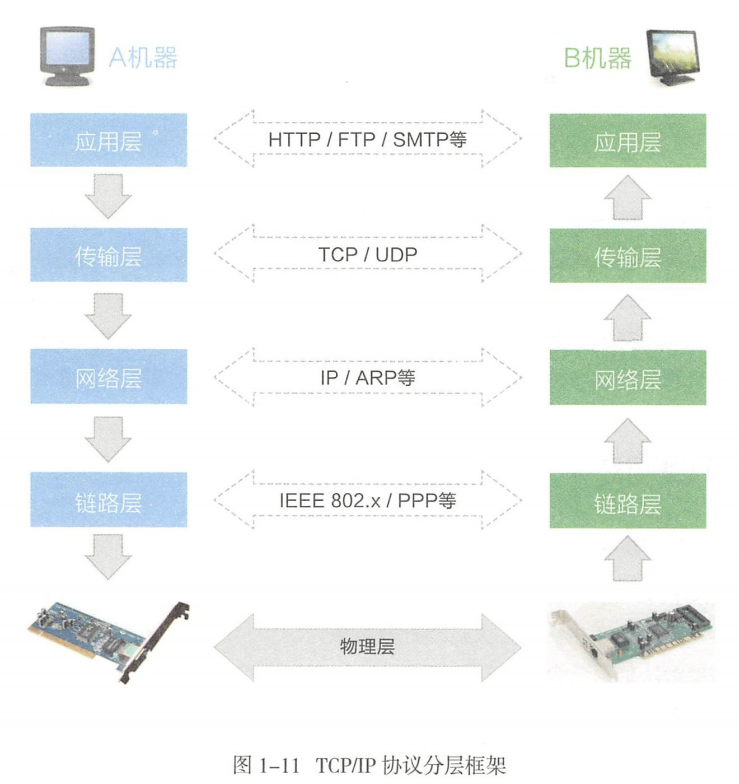 A机器
B机器
应用层
HTTP / FTP / SMTP等
应用层
传输层
TCP / UDP
传输层
网络层
IP / ARP等
网络层
链路层
IEEE 802.x / PPP等
链路层
物理层
图 1-11 TCP/IP 协议分层框架